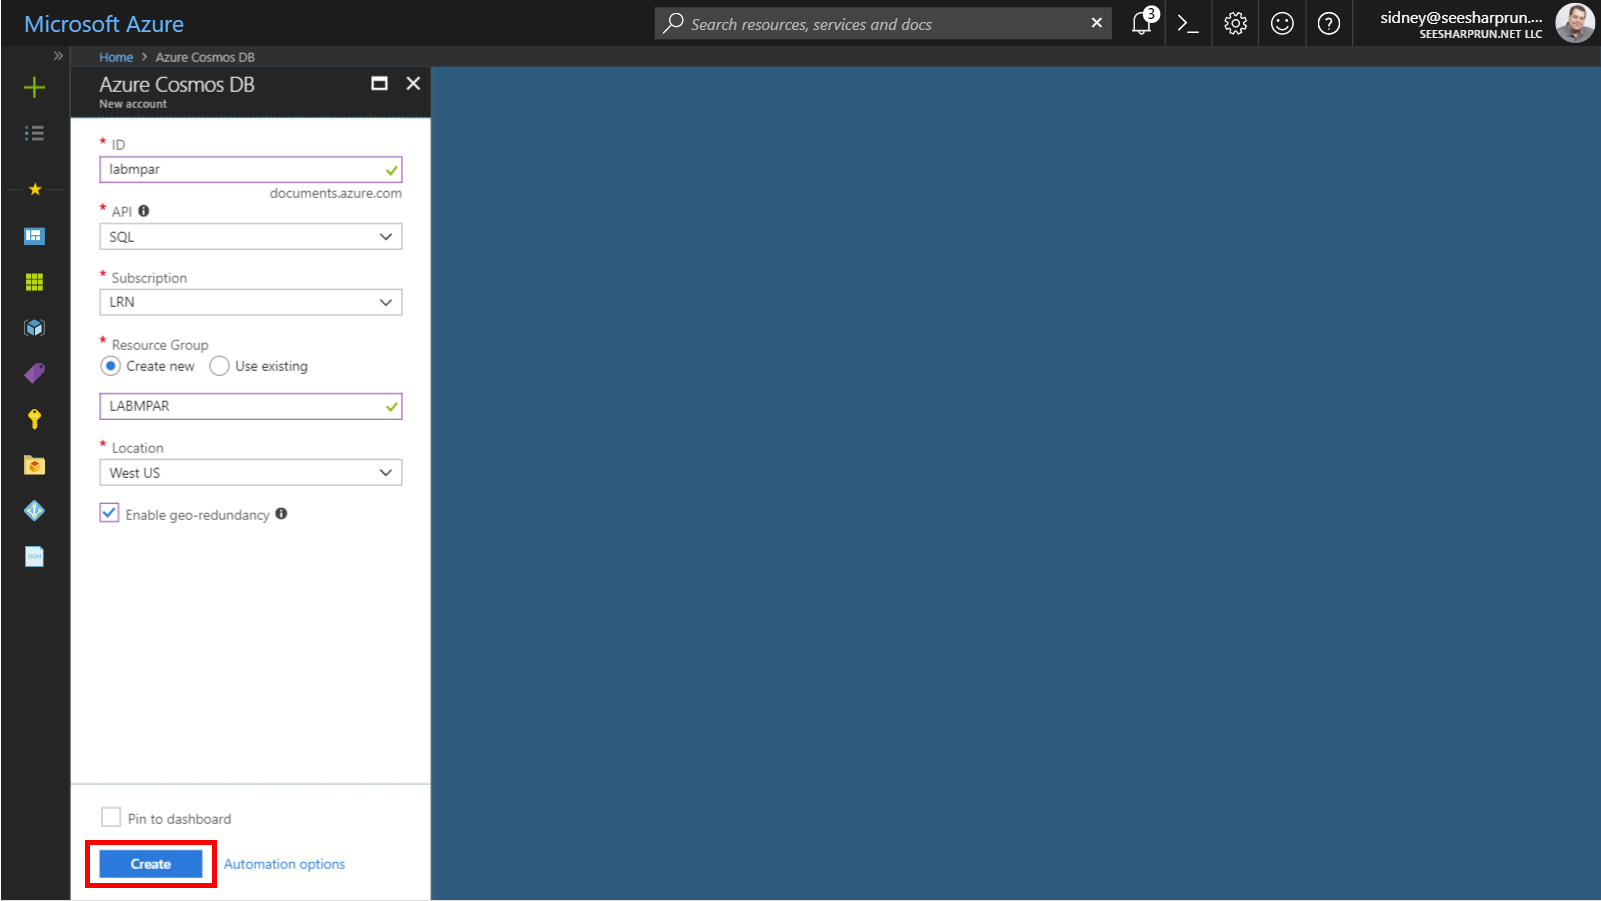 Microsoft Azure
Search resources, services and docs
3
sidney@seesharprun....
SEESHARPRUN.NET LLC
Home > Azure Cosmos DB
Azure Cosmos DB
New account
* ID
labmpar
documents.azure.com
* API
SQL
* Subscription
LRN
* Resource Group
Create new Use existing
LABMPAR
* Location
West US
Enable geo-redundancy
JSON
Pin to dashboard
Create Automation options